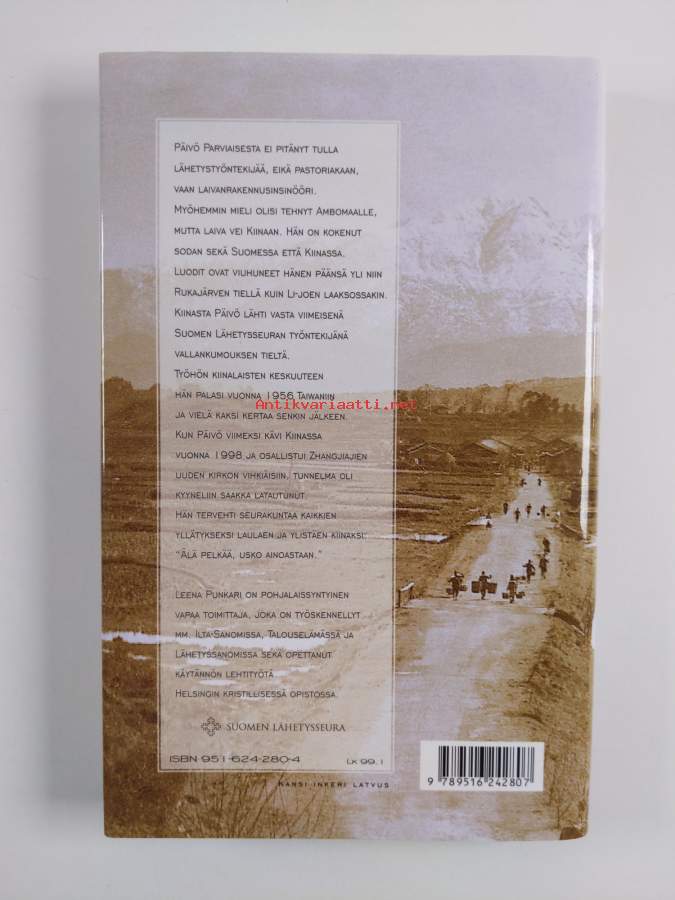 PÄIVÖ PARVIAISESTA EI PITÄNYT TULLA
LÄHETYSTYÖNTEKIJÄÄ, EIKÄ PASTORIAKAAN,
VAAN LAIVANRAKENNUSINSINÖÖRI.
MYÖHEMMIN MIELI OLISI TEHNYT AMBOMAALLE,
MUTTA LAIVA VEI KIINAAN. HÄN ON KOKENUT
SODAN SEKÄ SUOMESSA ETTÄ KIINASSA.
LUODIT OVAT VIUHUNEET HÄNEN PÄÄNSÄ YLI NIIN
RUKAJÄRVEN TIELLÄ KUIN LI-JOEN LAAKSOSSAKIN.
KIINASTA PÄIVÖ LÄHTI VASTA VIIMEISENÄ
SUOMEN LÄHETYSSEURAN TYÖNTEKIJÄNÄ
VALLANKUMOUKSEN TIELTÄ.
TYÖHÖN KIINALAISTEN KESKUUTEEN
HÄN PALASI VUONNA 1956 TAIWANIIN
Antikvariaatti.net
JA VIELÄ KAKSI KERTAA SENKIN JÄLKEEN.
KUN PÄIVÖ VIIMEKSI KÄVI KIINASSA
VUONNA 1998 JA OSALLISTUI ZHANGJIAJIEN
UUDEN KIRKON VIHKIÄISIIN, TUNNELMA OLI
KYYNELIIN SAAKKA LATAUTUNUT.
HÄN TERVEHTI SEURAKUNTAA KAIKKIEN
YLLÄTYKSEKSI LAULAEN JA YLISTÄEN KIINAKSI:
"ÄLÄ PELKÄÄ, USKO AINOASTAAN."
LEENA PUNKARI ON POHJALAISSYNTYINEN
VAPAA TOIMITTAJA, JOKA ON TYÖSKENNELLYT
MM. ILTA-SANOMISSA, TALOUSELÄMÄSSÄ JA
LÄHETYSSANOMISSA SEKÄ OPETTANUT
KÄYTÄNNÖN LEHTITYÖTÄ
HELSINGIN KRISTILLISESSÄ OPISTOSSA.
SUOMEN LÄHETYSSEURA
ISBN 951-624-280-4 LK 99.1
KANSI INKERI LATVUS
9 789516 242807